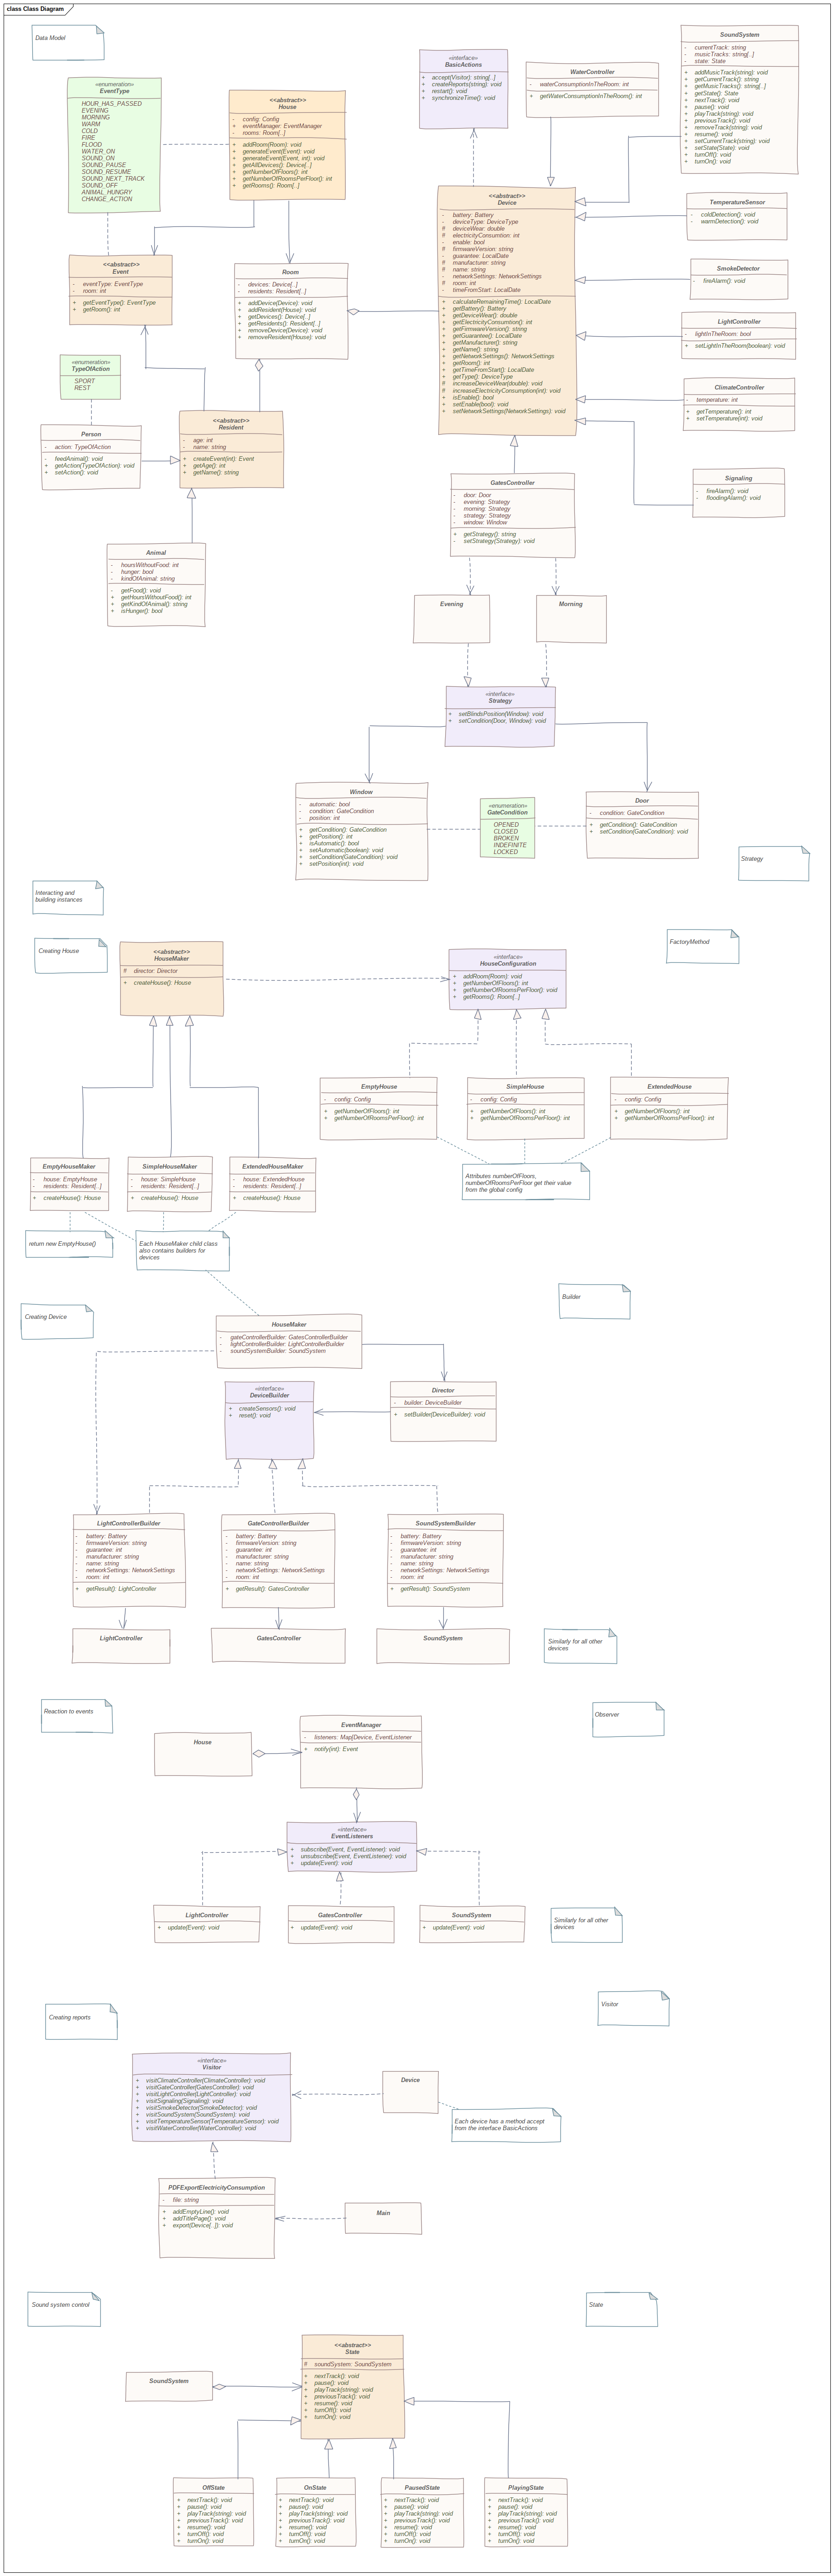 class Class Diagram
Data Model
«enumeration»
EventType
HOUR_HAS_PASSED
EVENING
MORNING
WARM
COLD
FIRE
FLOOD
WATER_ON
SOUND_ON
SOUND_PAUSE
SOUND_RESUME
SOUND_NEXT_TRACK
SOUND_OFF
ANIMAL_HUNGRY
CHANGE_ACTION
<<abstract>>
House
- config: Config
+ eventManager: EventManager
- rooms: Room[..]
+ addRoom(Room): void
+ generateEvent(Event): void
+ generateEvent(Event, int): void
+ getAllDevices(): Device[..]
+ getNumberOfFloors(): int
+ getNumberOfRoomsPerFloor(): int
+ getRooms(): Room[..]
«interface»
BasicActions
+ accept(Visitor): string[..]
+ createReports(string): void
+ restart(): void
+ synchronizeTime(): void
WaterController
- waterConsumptionInTheRoom: int
+ getWaterConsumptionInTheRoom(): int
SoundSystem
- currentTrack: string
- musicTracks: string[..]
- state: State
+ addMusicTrack(string): void
+ getCurrentTrack(): string
+ getMusicTracks(): string[..]
+ getState(): State
+ nextTrack(): void
+ pause(): void
+ playTrack(string): void
+ previousTrack(): void
+ removeTrack(string): void
+ resume(): void
+ setCurrentTrack(string): void
+ setState(State): void
+ turnOff(): void
+ turnOn(): void
<<abstract>>
Device
- battery: Battery
- deviceType: DeviceType
# deviceWear: double
# electricityConsumtion: int
- enable: bool
# firmwareVersion: string
- guarantee: LocalDate
# manufacturer: string
# name: string
- networkSettings: NetworkSettings
# room: int
- timeFromStart: LocalDate
+ calculateRemainingTime(): LocalDate
+ getBattery(): Battery
+ getDeviceWear(): double
+ getElectricityConsumtion(): int
+ getFirmwareVersion(): string
+ getGuarantee(): LocalDate
+ getManufacturer(): string
+ getName(): string
+ getNetworkSettings(): NetworkSettings
+ getRoom(): int
+ getTimeFromStart(): LocalDate
+ getType(): DeviceType
# increaseDeviceWear(double): void
# increaseElectricityConsumption(int): void
+ isEnable(): bool
+ setEnable(bool): void
+ setNetworkSettings(NetworkSettings): void
TemperatureSensor
- coldDetection(): void
- warmDetection(): void
SmokeDetector
- fireAlarm(): void
LightController
- lightInTheRoom: bool
+ setLightInTheRoom(boolean): void
ClimateController
- temperature: int
+ getTemperature(): int
+ setTemperature(int): void
Signaling
- fireAlarm(): void
- floodingAlarm(): void
<<abstract>>
Event
- eventType: EventType
- room: int
+ getEventType(): EventType
+ getRoom(): int
Room
- devices: Device[..]
- residents: Resident[..]
+ addDevice(Device): void
+ addResident(House): void
+ getDevices(): Device[..]
+ getResidents(): Resident[..]
+ removeDevice(Device): void
+ removeResident(House): void
«enumeration»
TypeOfAction
SPORT
REST
Person
- action: TypeOfAction
- feedAnimal(): void
+ getAction(TypeOfAction): void
+ setAction(): void
<<abstract>>
Resident
- age: int
- name: string
+ createEvent(int): Event
+ getAge(): int
+ getName(): string
Animal
- hoursWithoutFood: int
- hunger: bool
- kindOfAnimal: string
- getFood(): void
+ getHoursWithoutFood(): int
+ getKindOfAnimal(): string
+ isHunger(): bool
GatesController
- door: Door
- evening: Strategy
- morning: Strategy
- strategy: Strategy
- window: Window
+ getStrategy(): string
- setStrategy(Strategy): void
Evening
Morning
«interface»
Strategy
+ setBlindsPosition(Window): void
+ setCondition(Door, Window): void
Window
- automatic: bool
- condition: GateCondition
- position: int
+ getCondition(): GateCondition
+ getPosition(): int
+ isAutomatic(): bool
+ setAutomatic(boolean): void
+ setCondition(GateCondition): void
+ setPosition(int): void
«enumeration»
GateCondition
OPENED
CLOSED
BROKEN
INDEFINITE
LOCKED
Door
- condition: GateCondition
+ getCondition(): GateCondition
+ setCondition(GateCondition): void
Strategy
Interacting and
building instances
Creating House
<<abstract>>
HouseMaker
# director: Director
+ createHouse(): House
«interface»
HouseConfiguration
+ addRoom(Room): void
+ getNumberOfFloors(): int
+ getNumberOfRoomsPerFloor(): void
+ getRooms(): Room[..]
FactoryMethod
EmptyHouse
- config: Config
+ getNumberOfFloors(): int
+ getNumberOfRoomsPerFloor(): int
SimpleHouse
- config: Config
+ getNumberOfFloors(): int
+ getNumberOfRoomsPerFloor(): int
ExtendedHouse
- config: Config
+ getNumberOfFloors(): int
+ getNumberOfRoomsPerFloor(): int
EmptyHouseMaker
- house: EmptyHouse
- residents: Resident[..]
+ createHouse(): House
SimpleHouseMaker
- house: SimpleHouse
- residents: Resident[..]
+ createHouse(): House
ExtendedHouseMaker
- house: ExtendedHouse
- residents: Resident[..]
+ createHouse(): House
Attributes numberOfFloors,
numberOfRoomsPerFloor get their value
from the global config
return new EmptyHouse()
Each HouseMaker child class
also contains builders for
devices
Builder
Creating Device
HouseMaker
- gateControllerBuilder: GatesControllerBuilder
- lightControllerBuilder: LightControllerBuilder
- soundSystemBuilder: SoundSystem
«interface»
DeviceBuilder
+ createSensors(): void
+ reset(): void
Director
- builder: DeviceBuilder
+ setBuilder(DeviceBuilder): void
LightControllerBuilder
- battery: Battery
- firmwareVersion: string
- guarantee: int
- manufacturer: string
- name: string
- networkSettings: NetworkSettings
- room: int
+ getResult(): LightController
GateControllerBuilder
- battery: Battery
- firmwareVersion: string
- guarantee: int
- manufacturer: string
- name: string
- networkSettings: NetworkSettings
- room: int
+ getResult(): GatesController
SoundSystemBuilder
- battery: Battery
- firmwareVersion: string
- guarantee: int
- manufacturer: string
- name: string
- networkSettings: NetworkSettings
- room: int
+ getResult(): SoundSystem
LightController
GatesController
SoundSystem
Similarly for all other
devices
Reaction to events
House
EventManager
- listeners: Map[Device, EventListener
+ notify(int): Event
Observer
«interface»
EventListeners
+ subscribe(Event, EventListener): void
+ unsubscribe(Event, EventListener): void
+ update(Event): void
LightController
+ update(Event): void
GatesController
+ update(Event): void
SoundSystem
+ update(Event): void
Similarly for all other
devices
Visitor
Creating reports
«interface»
Visitor
+ visitClimateController(ClimateController): void
+ visitGateController(GatesController): void
+ visitLightController(LightController): void
+ visitSignaling(Signaling): void
+ visitSmokeDetector(SmokeDetector): void
+ visitSoundSystem(SoundSystem): void
+ visitTemperatureSensor(TemperatureSensor): void
+ visitWaterController(WaterController): void
Device
Each device has a method accept
from the interface BasicActions
PDFExportElectricityConsumption
- file: string
+ addEmptyLine(): void
+ addTitlePage(): void
+ export(Device[..]): void
Main
Sound system control
State
<<abstract>>
State
# soundSystem: SoundSystem
+ nextTrack(): void
+ pause(): void
+ playTrack(string): void
+ previousTrack(): void
+ resume(): void
+ turnOff(): void
+ turnOn(): void
SoundSystem
OffState
+ nextTrack(): void
+ pause(): void
+ playTrack(string): void
+ previousTrack(): void
+ resume(): void
+ turnOff(): void
+ turnOn(): void
OnState
+ nextTrack(): void
+ pause(): void
+ playTrack(string): void
+ previousTrack(): void
+ resume(): void
+ turnOff(): void
+ turnOn(): void
PausedState
+ nextTrack(): void
+ pause(): void
+ playTrack(string): void
+ previousTrack(): void
+ resume(): void
+ turnOff(): void
+ turnOn(): void
PlayingState
+ nextTrack(): void
+ pause(): void
+ playTrack(string): void
+ previousTrack(): void
+ resume(): void
+ turnOff(): void
+ turnOn(): void